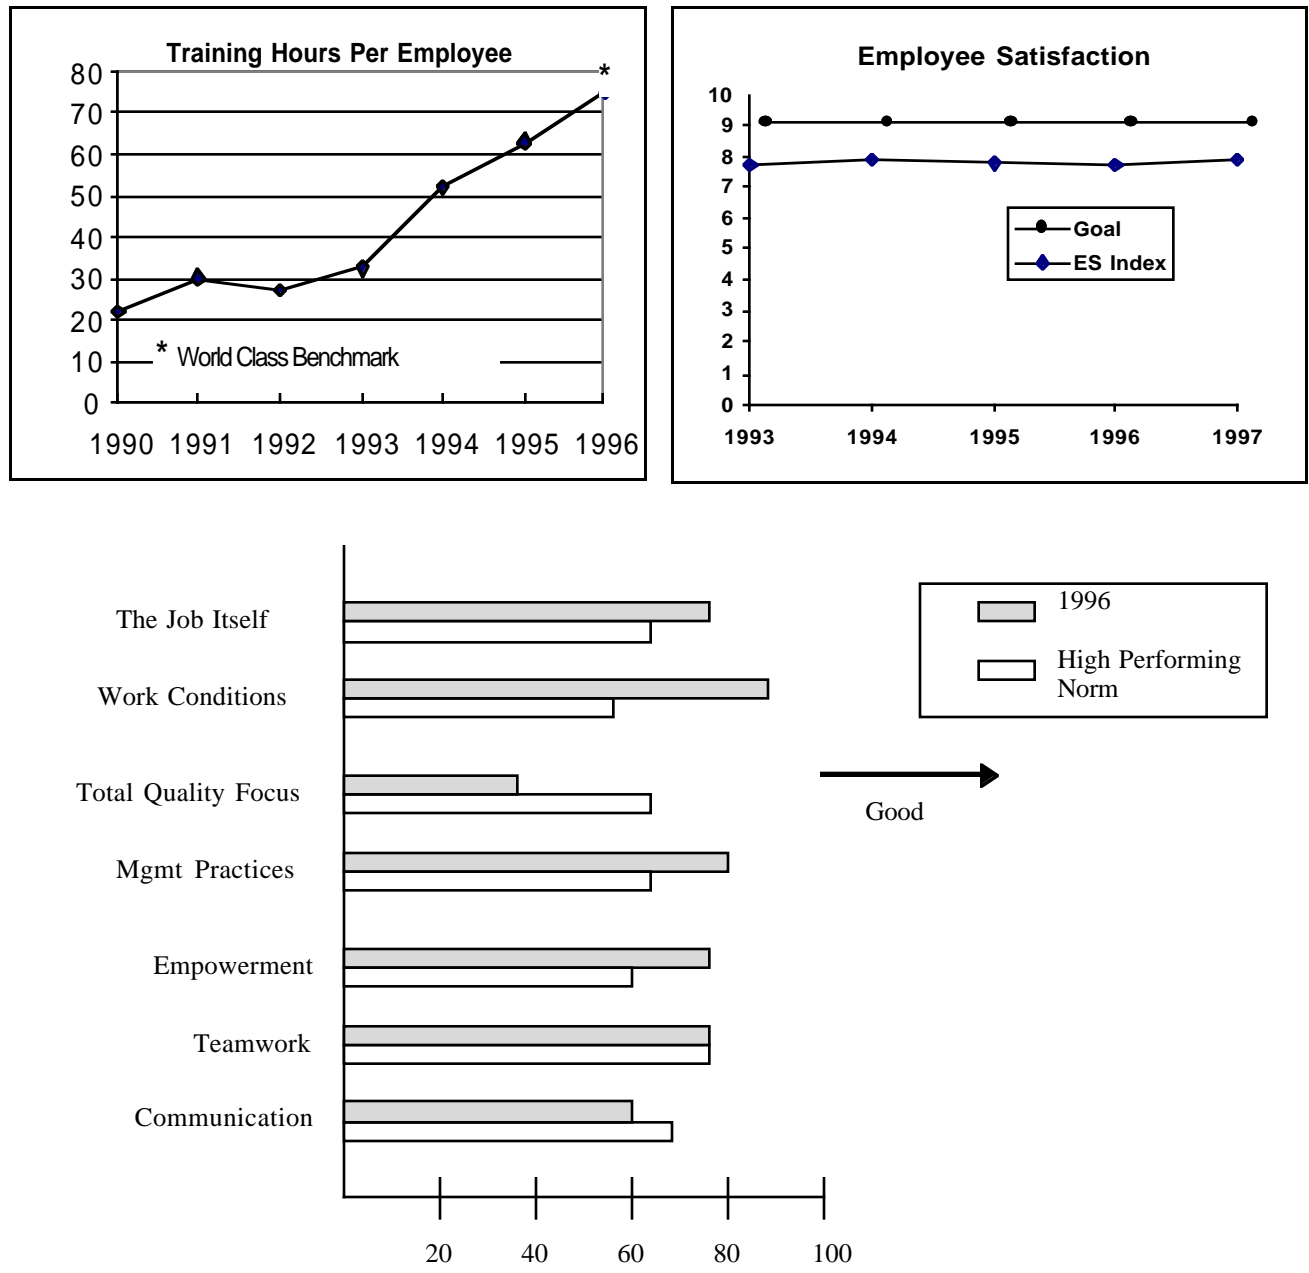 Training Hours Per Employee
80
*
70
60
50
40
30
20
* World Class Benchmark
10
0
1990 1991 1992 1993 1994 1995 1996
Employee Satisfaction
10
9
8
7
6
Goal
5
ES Index
4
3
2
1
0
1993 1994 1995 1996 1997
The Job Itself
Work Conditions
Total Quality Focus
Mgmt Practices
Empowerment
Teamwork
Communication
1996
High Performing
Norm
Good
20 40 60 80 100